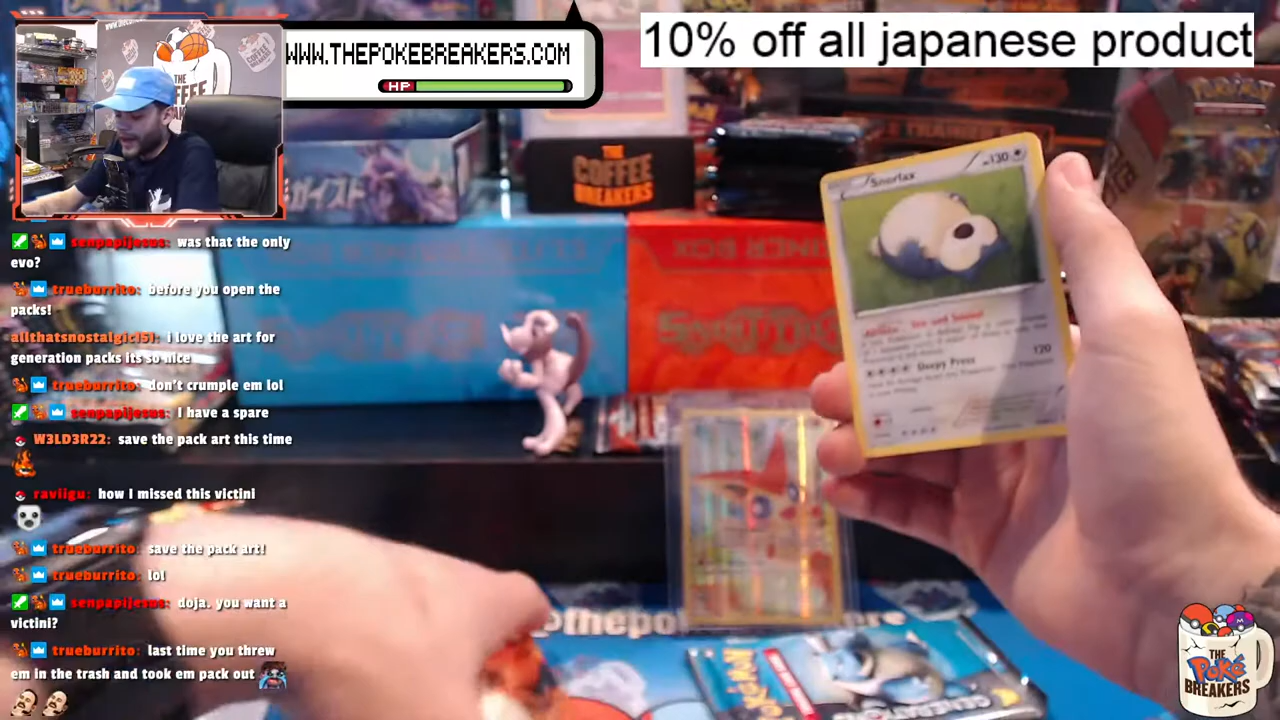 WWW.THEPOKEBREAKERS.COM
HP
10% off all japanese product
senpapijesus: was that the only
evo?
trueburrito: before you open the
packs!
allthatsnostalgic151: i love the art for
generation packs its so nice
trueburrito: don't crumple em lol
senpapijesus: I have a spare
W3LD3R22: save the pack art this time
raviigu: how I missed this victini
trueburrito: save the pack art!
trueburrito: lol
senpapijesus: doja. you want a
victini?
trueburrito: last time you threw
em in the trash and took em pack out
THE
COFFEE
BREAKERS
Snorlax
130
Sleepy Press
120
POKEMON
GENERATIONS
THE
Poké
BREAKERS